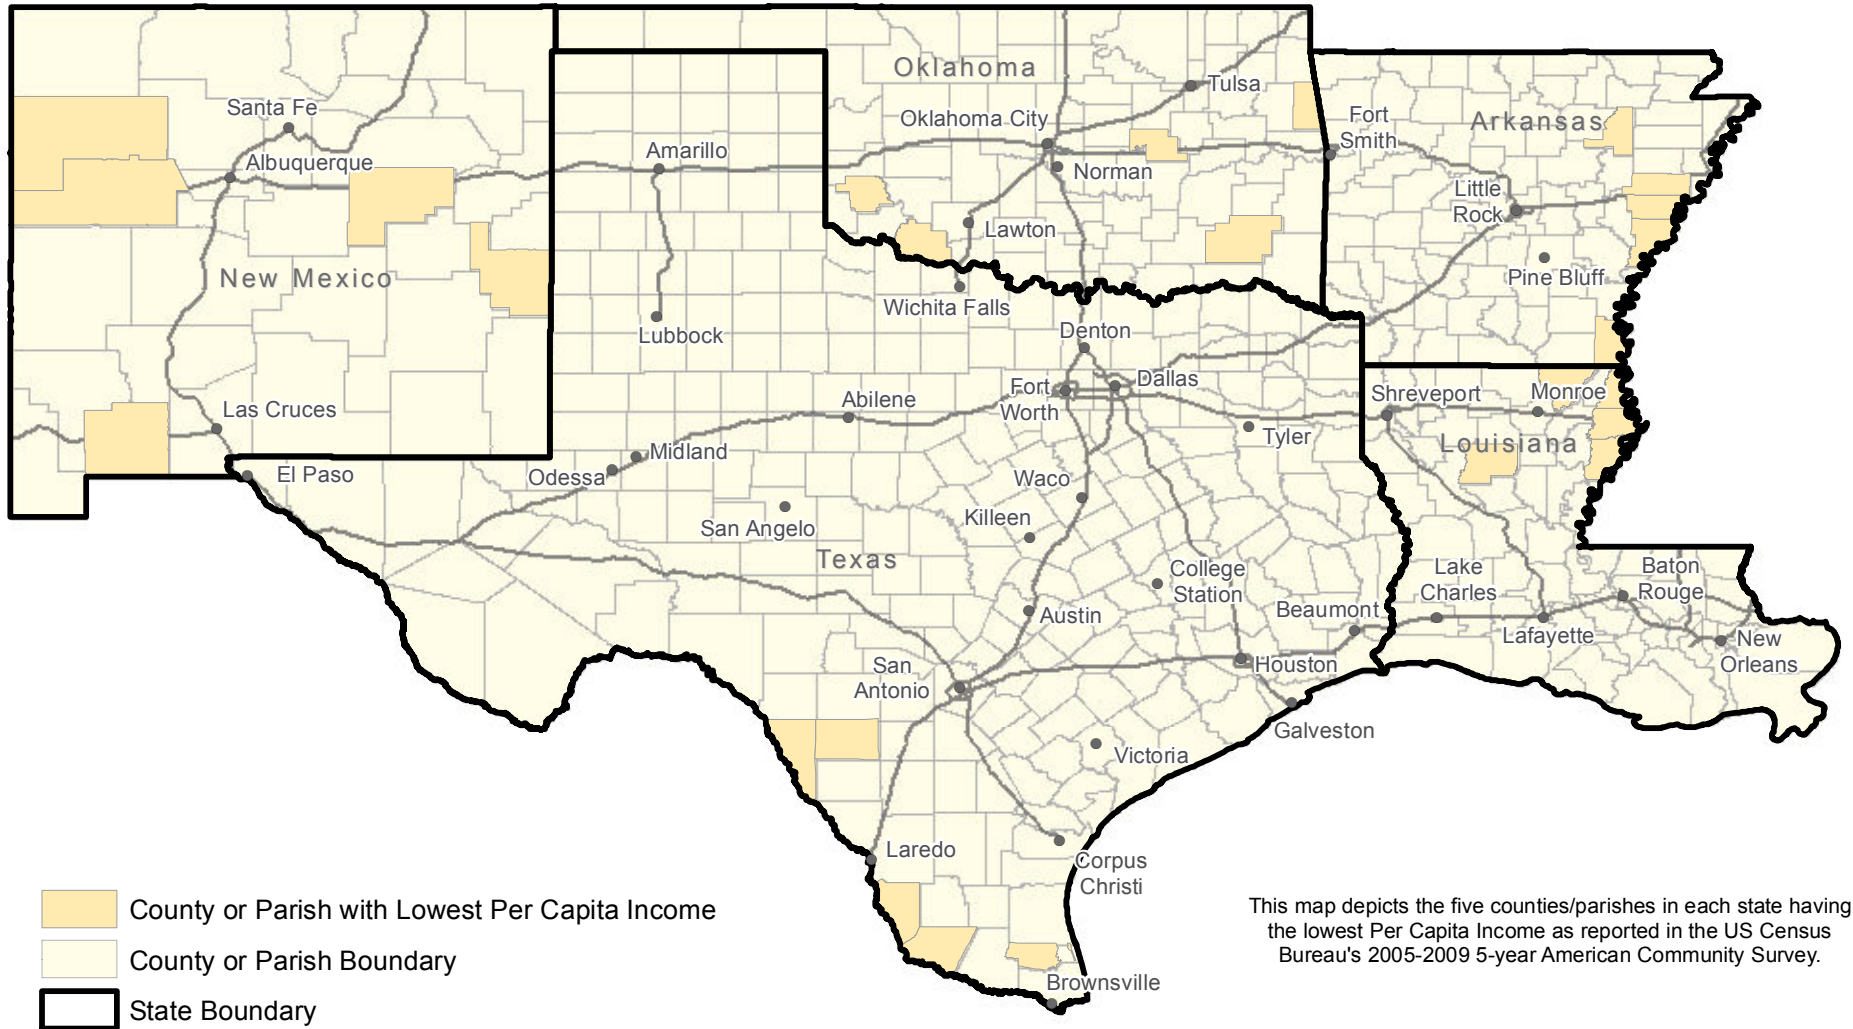 Oklahoma
Tulsa
Santa Fe
Oklahoma City
Fort
Smith
Arkansas
Amarillo
Albuquerque
Norman
Little
Rock
Lawton
New Mexico
Pine Bluff
Wichita Falls
Lubbock
Denton
Dallas
Fort
Worth
Abilene
Shreveport
Monroe
Las Cruces
Tyler
Louisiana
Midland
Odessa
El Paso
Waco
San Angelo
Killeen
Texas
College
Station
Lake
Charles
Baton
Rouge
Beaumont
Austin
Lafayette
New
Orleans
San
Antonio
Houston
Galveston
Victoria
Laredo
Corpus
Christi
Brownsville
County or Parish with Lowest Per Capita Income
County or Parish Boundary
State Boundary
This map depicts the five counties/parishes in each state having
the lowest Per Capita Income as reported in the US Census
Bureau's 2005-2009 5-year American Community Survey.